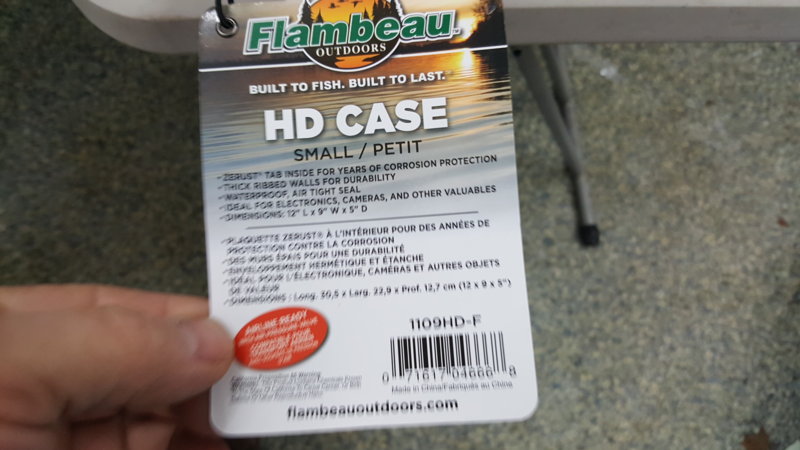 Flambeau
OUTDOORS
BUILT TO FISH. BUILT TO LAST.
HD CASE
SMALL / PETIT
-ZERUST® TAB INSIDE FOR YEARS OF CORROSION PROTECTION
-THICK RIBBED WALLS FOR DURABILITY
-WATERPROOF, AIR TIGHT SEAL
-IDEAL FOR ELECTRONICS, CAMERAS, AND OTHER VALUABLES
-DIMENSIONS: 12" L x 9" W x 5" D
-PLAQUETTE ZERUST® À L'INTÉRIEUR POUR DES ANNÉES DE
PROTECTION CONTRE LA CORROSION
-DES MURS ÉPAIS POUR UNE DURABILITÉ
-ENVELOPPEMENT HERMÉTIQUE ET ÉTANCHE
-IDÉAL POUR L'ÉLECTRONIQUE, CAMÉRAS ET AUTRES OBJETS
DE VALEUR
-DIMENSIONS : Long. 30,5 x Larg. 22,9 x Prof. 12,7 cm (12 x 9 x 5")
AIRLINE READY
1109HD-F
0 71617 04666 8
Made in China/Fabriqués au China
flambeauoutdoors.com